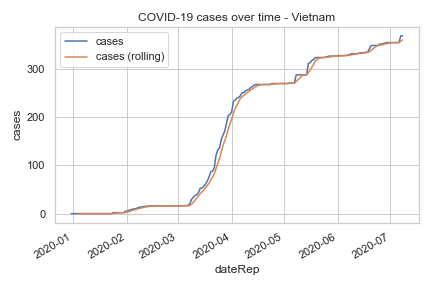 COVID-19 cases over time - Vietnam
cases
cases (rolling)
300
200
100
0
cases
2020-01
2020-02
2020-03
2020-04
2020-05
2020-06
2020-07
dateRep